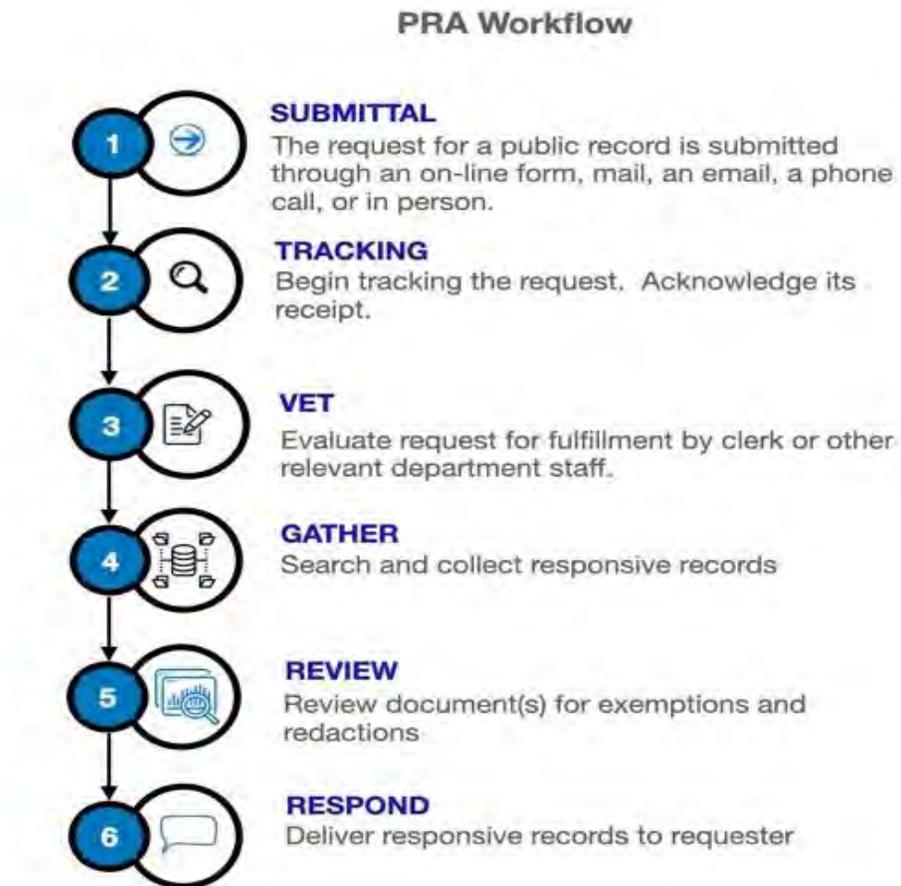 PRA Workflow
1
SUBMITTAL
The request for a public record is submitted
through an on-line form, mail, an email, a phone
call, or in person.
2
TRACKING
Begin tracking the request. Acknowledge its
receipt.
3
VET
Evaluate request for fulfillment by clerk or other
relevant department staff.
4
GATHER
Search and collect responsive records
5
REVIEW
Review document(s) for exemptions and
redactions
6
RESPOND
Deliver responsive records to requester